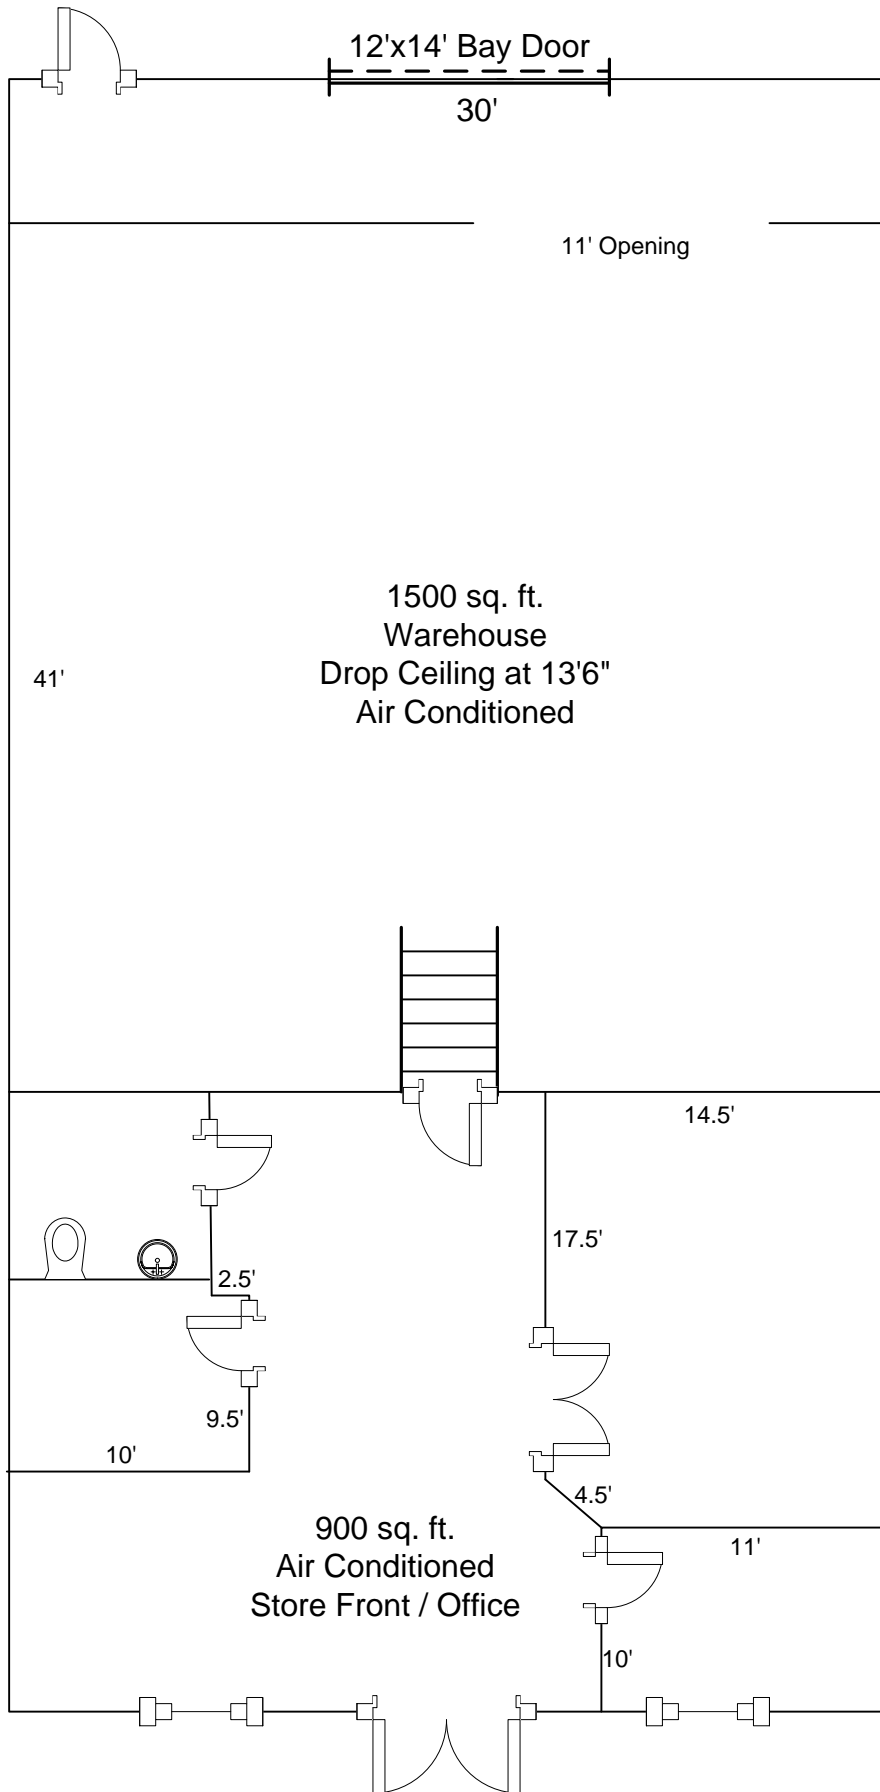 12'x14' Bay Door
30'
11' Opening
1500 sq. ft.
Warehouse
Drop Ceiling at 13'6"
Air Conditioned
41'
14.5'
17.5'
2.5'
9.5'
10'
4.5'
900 sq. ft.
Air Conditioned
Store Front / Office
11'
10'